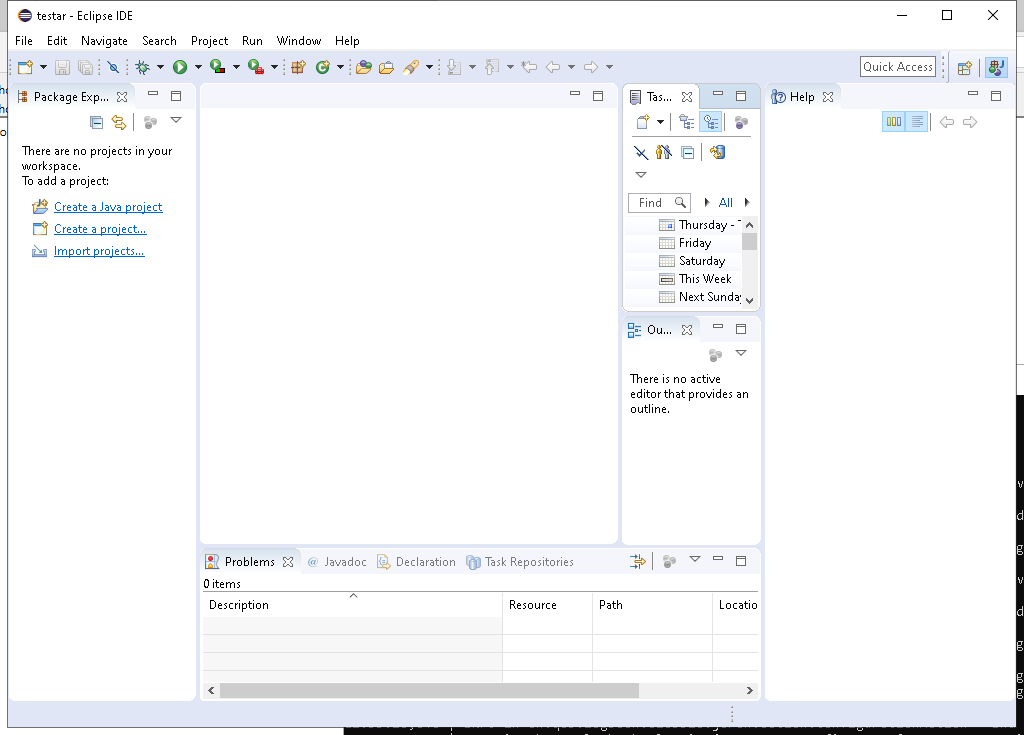 testar - Eclipse IDE
File Edit Navigate Search Project Run Window Help
Quick Access
Package Exp...
There are no projects in your
workspace.
To add a project:
Create a Java project
Create a project...
Import projects...
Tas...
Find
All
Thursday -
Friday
Saturday
This Week
Next Sunday
Ou...
There is no active
editor that provides an
outline.
Help
Problems @ Javadoc Declaration Task Repositories
0 items
Description Resource Path Locatio